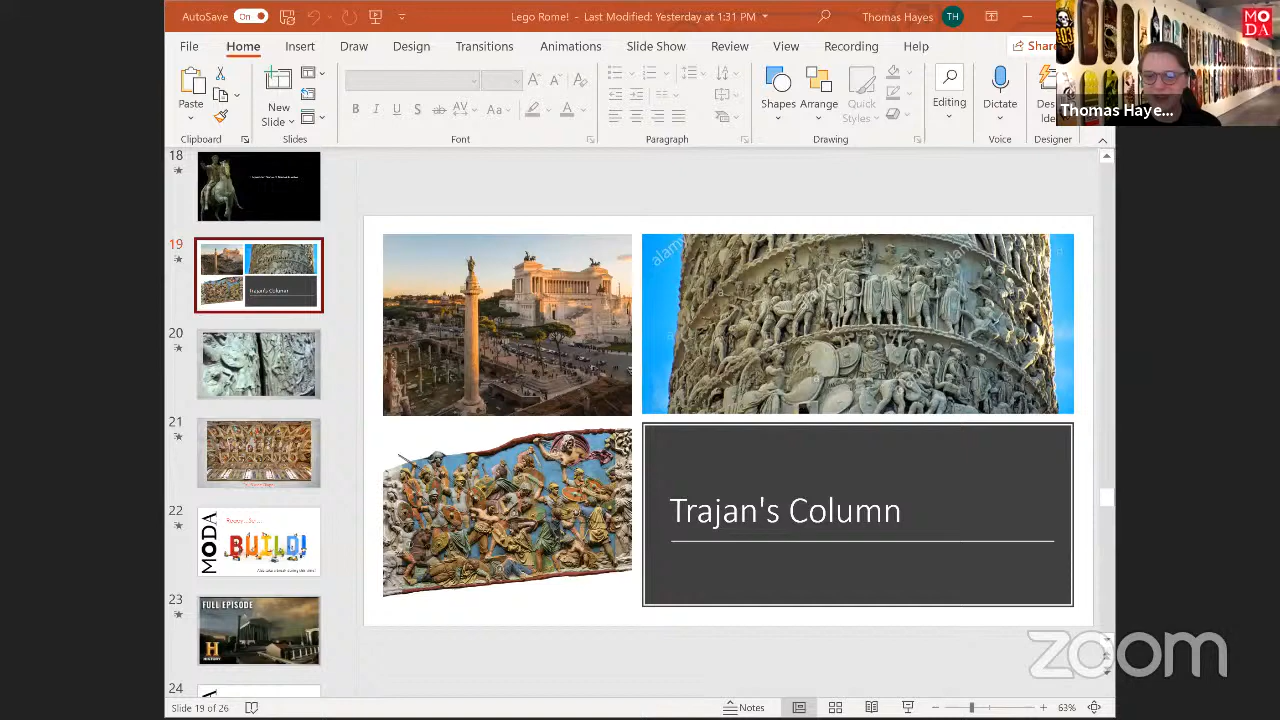 AutoSave
On
Lego Rome! - Last Modified: Yesterday at 1:31 PM
Thomas Hayes
TH
File
Home
Insert
Draw
Design
Transitions
Animations
Slide Show
Review
View
Recording
Help
Share
Paste
New
Slide
Slides
Clipboard
Font
Paragraph
Shapes
Arrange
Quick
Styles
Drawing
Editing
Dictate
Voice
Designer
MODA
Thomas Haye...
18
19
Trajan's Column
20
21
22
MODA
BUILD!
23
FULL EPISODE
H
HISTORY
24
alamy
Trajan's Column
zoom
Slide 19 of 26
Notes
63%